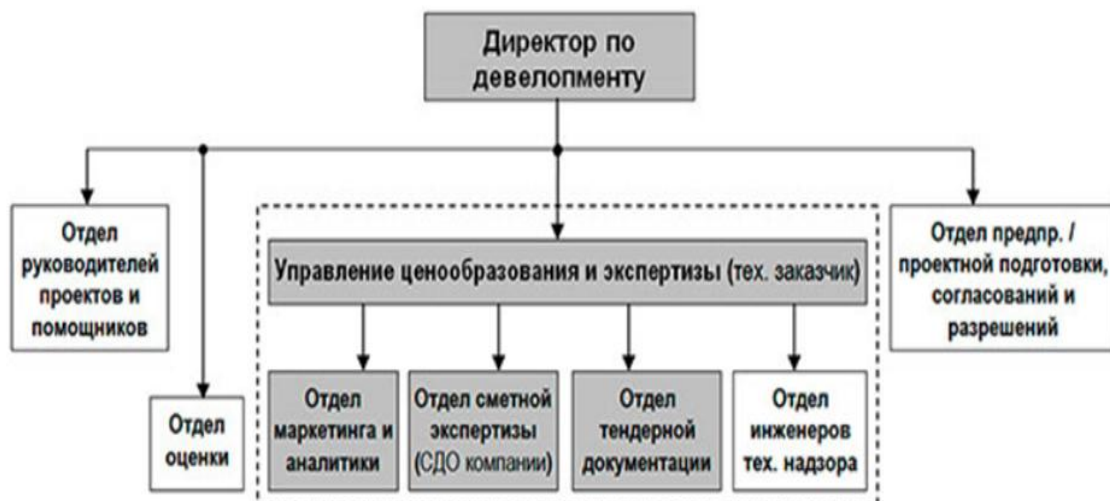 Директор по
девелопменту
Отдел
руководителей
проектов и
помощников
Отдел
оценки
Управление ценообразования и экспертизы (тех. заказчик)
Отдел
маркетинга и
аналитики
Отдел сметной
экспертизы
(СДО компании)
Отдел
тендерной
документации
Отдел
инженеров
тех. надзора
Отдел предпр. /
проектной подготовки,
согласований и
разрешений